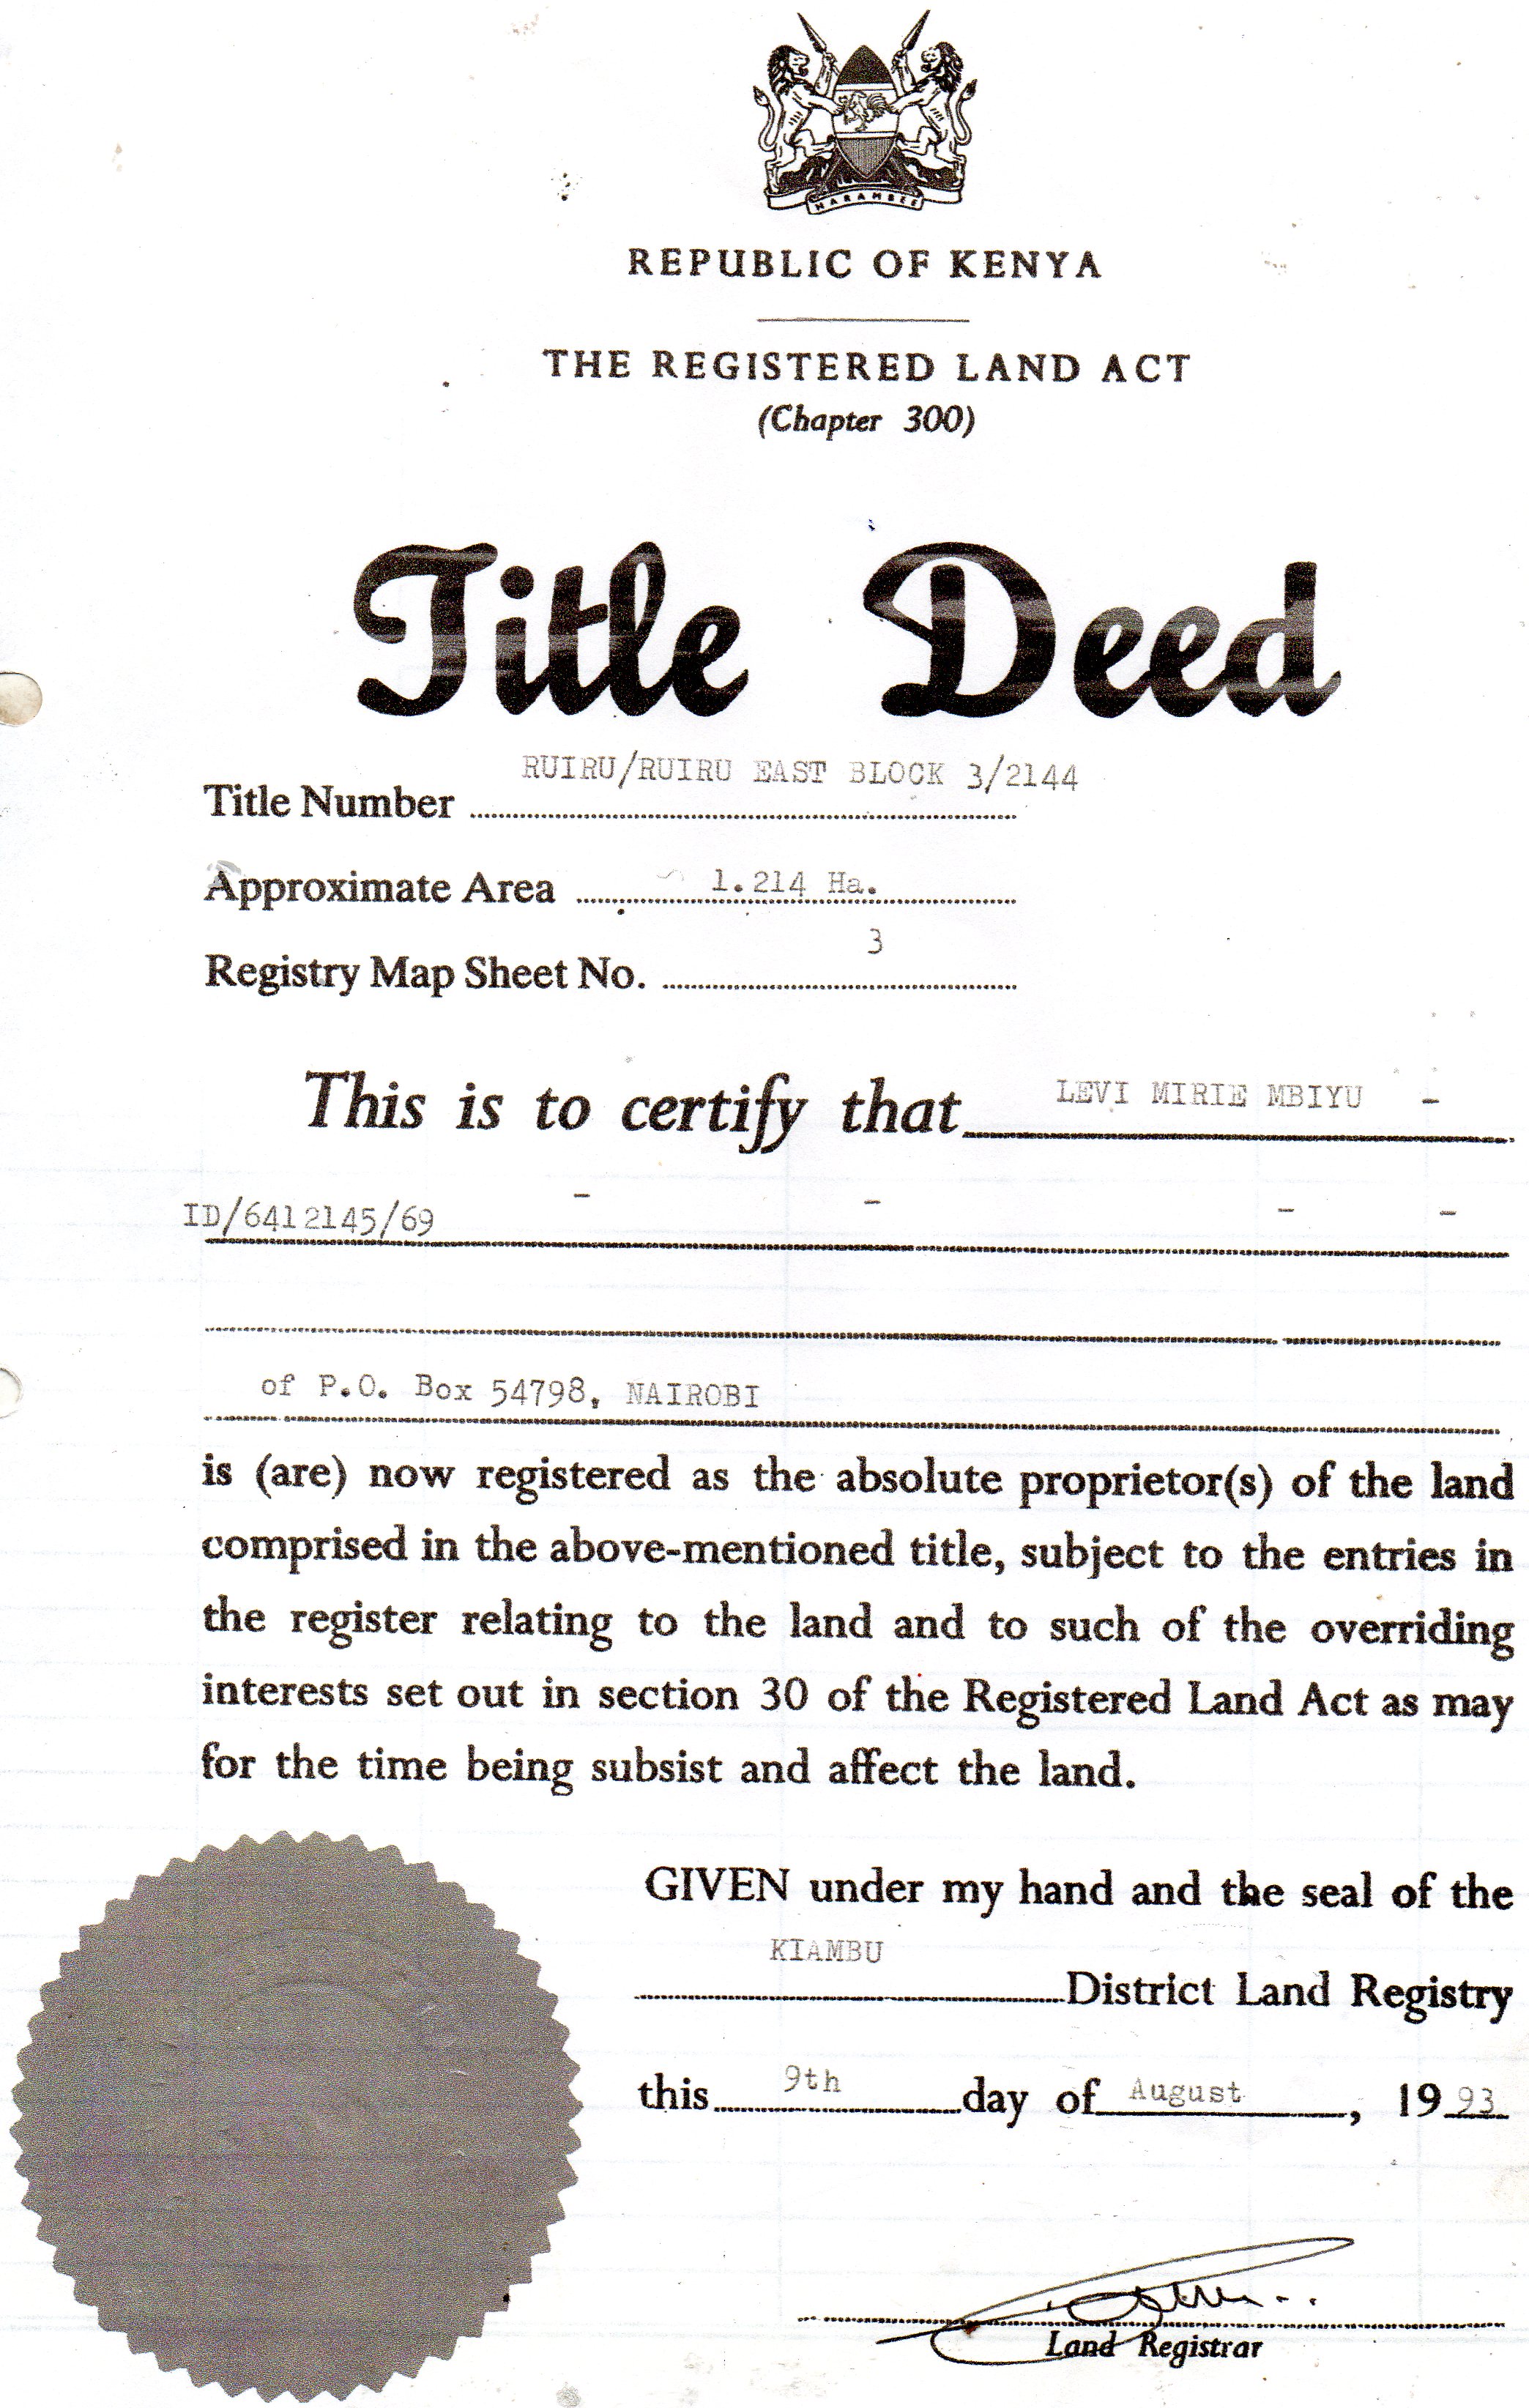 HARAMBEE
REPUBLIC OF KENYA
THE REGISTERED LAND ACT
(Chapter 300)
Title Deed
RUIRU/RUIRU EAST BLOCK 3/2144
Title Number
Approximate Area 1.214 Ha.
3
Registry Map Sheet No.
This is to certify that LEVI MIRIE MBIYU -
ID/6412145/69 - - - -
of P.O. Box 54798, NAIROBI
is (are) now registered as the absolute proprietor(s) of the land
comprised in the above-mentioned title, subject to the entries in
the register relating to the land and to such of the overriding
interests set out in section 30 of the Registered Land Act as may
for the time being subsist and affect the land.
GIVEN under my hand and the seal of the
KIAMBU
District Land Registry
this 9th day of August, 1993
Land Registrar